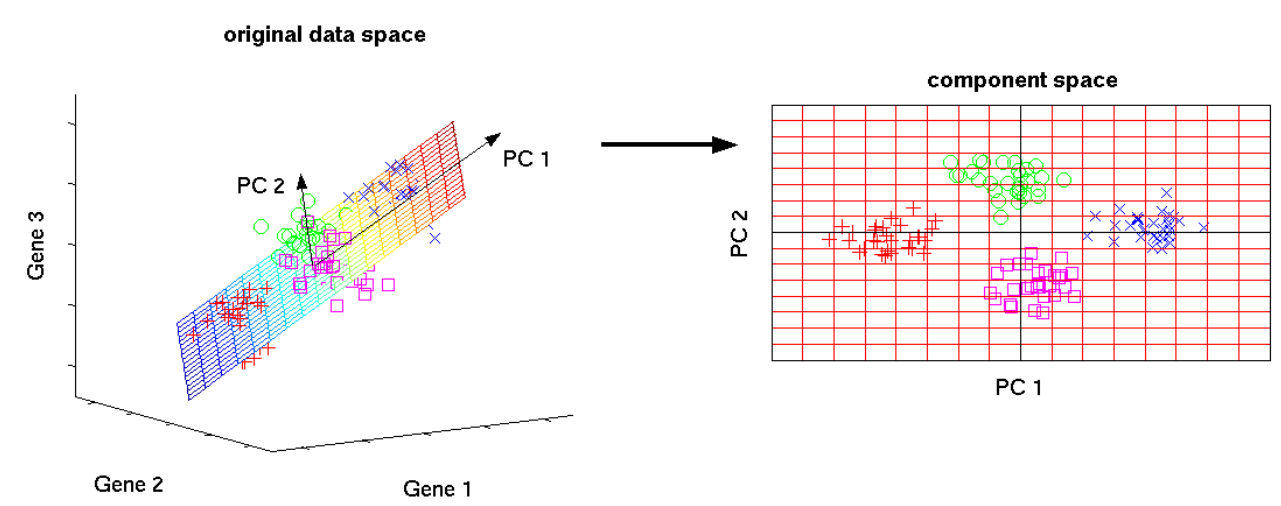 original data space
component space
PC 1
PC 2
Gene 3
PC 2
PC 1
Gene 2
Gene 1